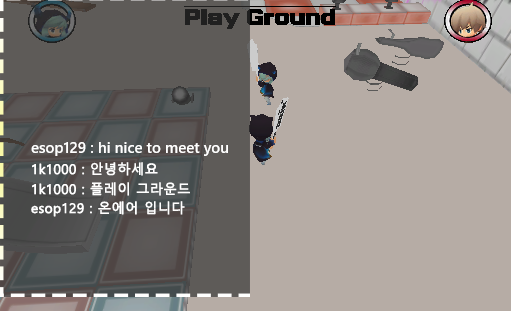 Play Ground
esop129 : hi nice to meet you
1k1000 : 안녕하세요
1k1000 : 플레이 그라운드
esop129 : 온에어 입니다